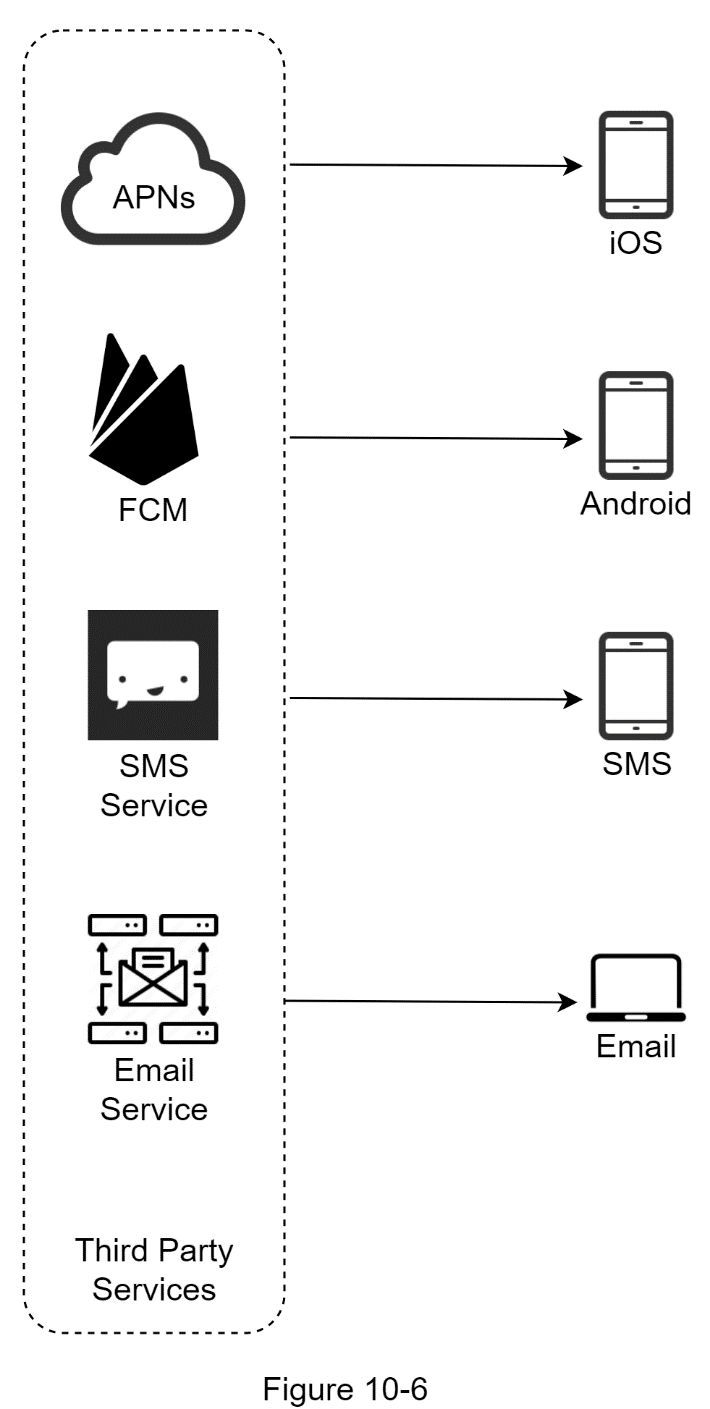 APNs
iOS
FCM
Android
SMS
Service
SMS
Email
Service
Email
Third Party
Services
Figure 10-6